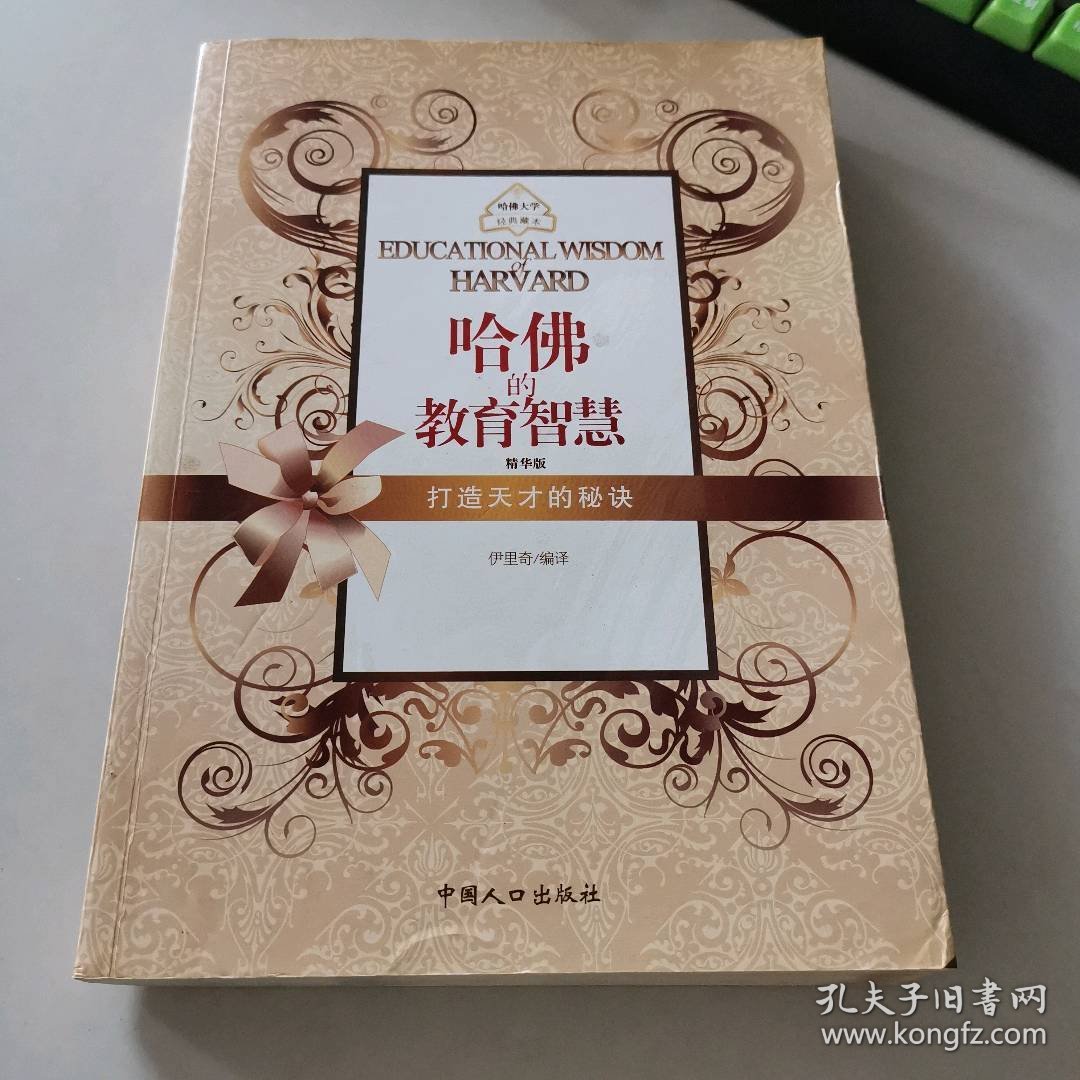 哈佛大学
经典藏本
EDUCATIONAL WISDOM
of
HARVARD
哈佛
的
教育智慧
精华版
打造天才的秘诀
伊里奇/编译
中国人口出版社
孔夫子旧書网
www.kongfz.com